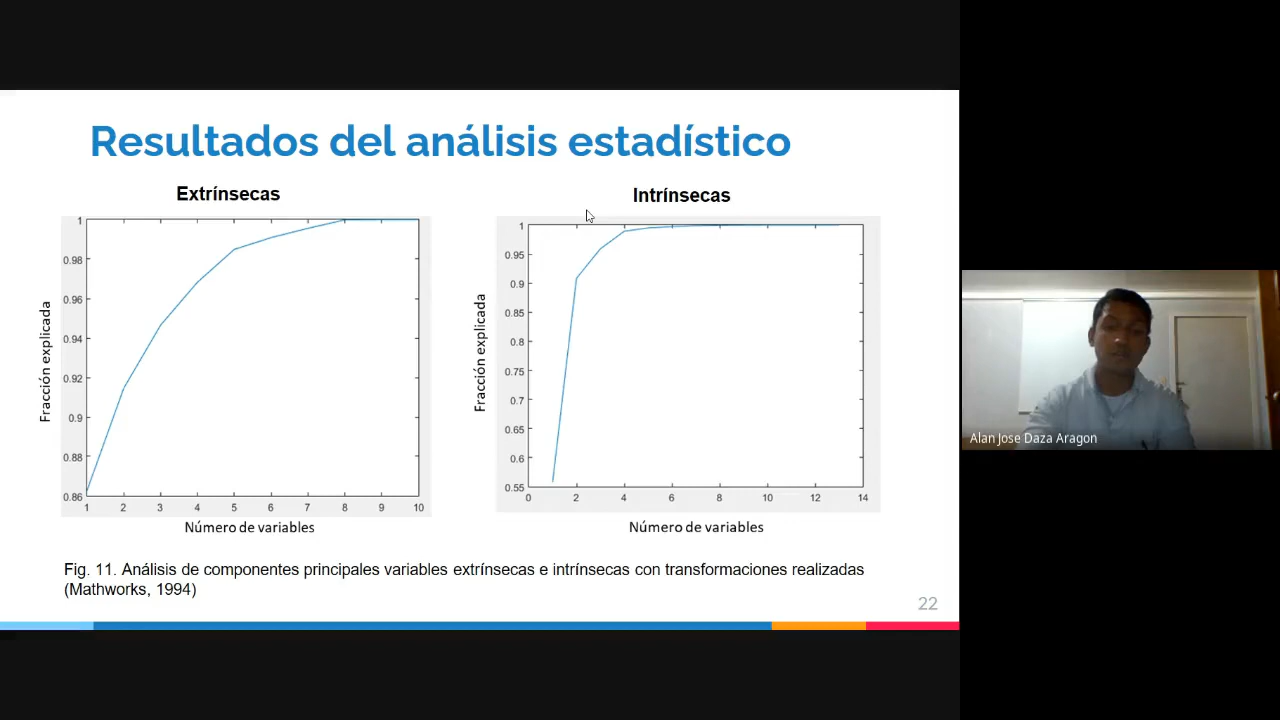 Resultados del análisis estadístico
Extrínsecas
Intrínsecas
Fracción explicada
1
0.98
0.96
0.94
0.92
0.9
0.88
0.86
1 2 3 4 5 6 7 8 9 10
Número de variables
Fracción explicada
1
0.95
0.9
0.85
0.8
0.75
0.7
0.65
0.6
0.55
0 2 4 6 8 10 12 14
Número de variables
Fig. 11. Análisis de componentes principales variables extrínsecas e intrínsecas con transformaciones realizadas
(Mathworks, 1994)
22
Alan Jose Daza Aragon